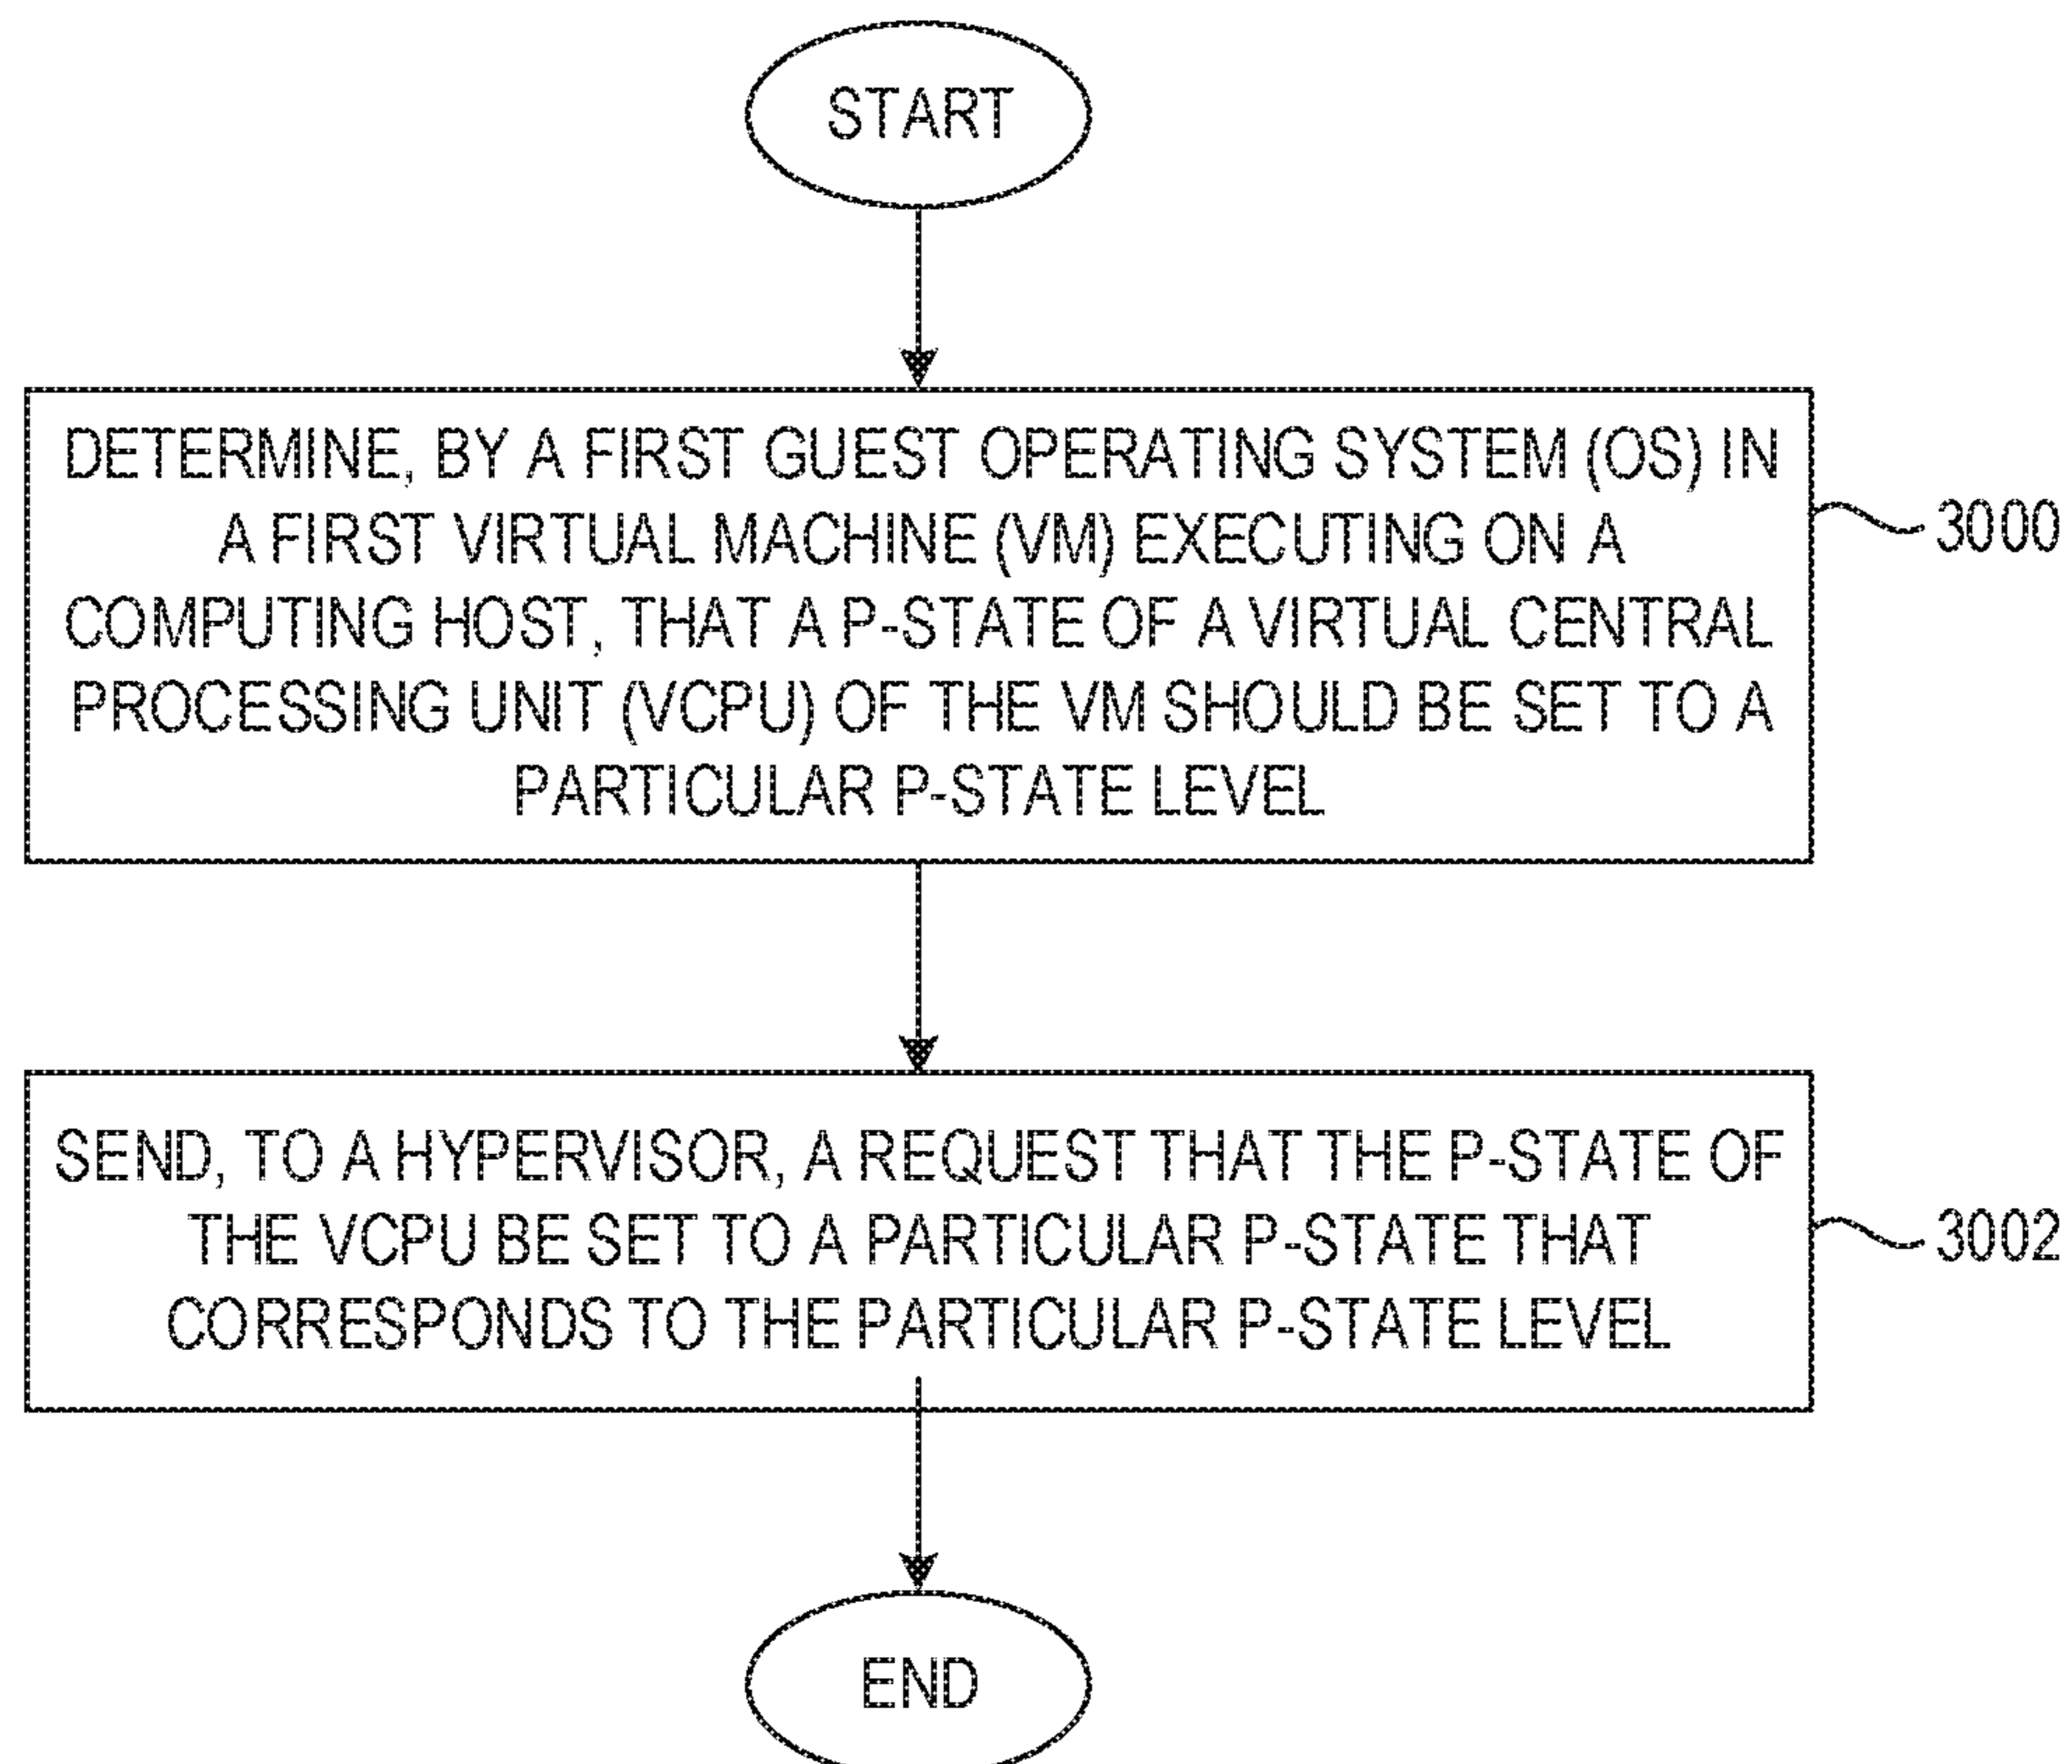 START
DETERMINE, BY A FIRST GUEST OPERATING SYSTEM (OS) IN
A FIRST VIRTUAL MACHINE (VM) EXECUTING ON A
COMPUTING HOST, THAT A P-STATE OF A VIRTUAL CENTRAL
PROCESSING UNIT (VCPU) OF THE VM SHOULD BE SET TO A
PARTICULAR P-STATE LEVEL
3000
SEND, TO A HYPERVISOR, A REQUEST THAT THE P-STATE OF
THE VCPU BE SET TO A PARTICULAR P-STATE THAT
CORRESPONDS TO THE PARTICULAR P-STATE LEVEL
3002
END